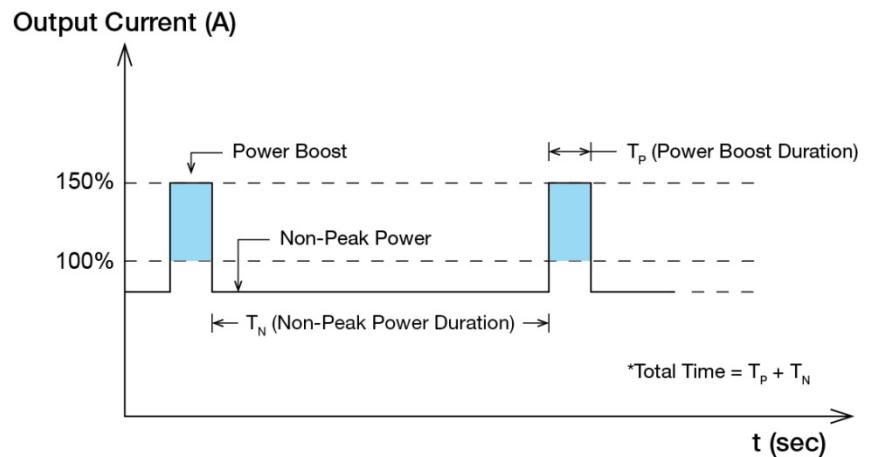 Output Current (A)
Power Boost
T_P (Power Boost Duration)
150%
Non-Peak Power
100%
T_N (Non-Peak Power Duration)
*Total Time = T_P + T_N
t (sec)